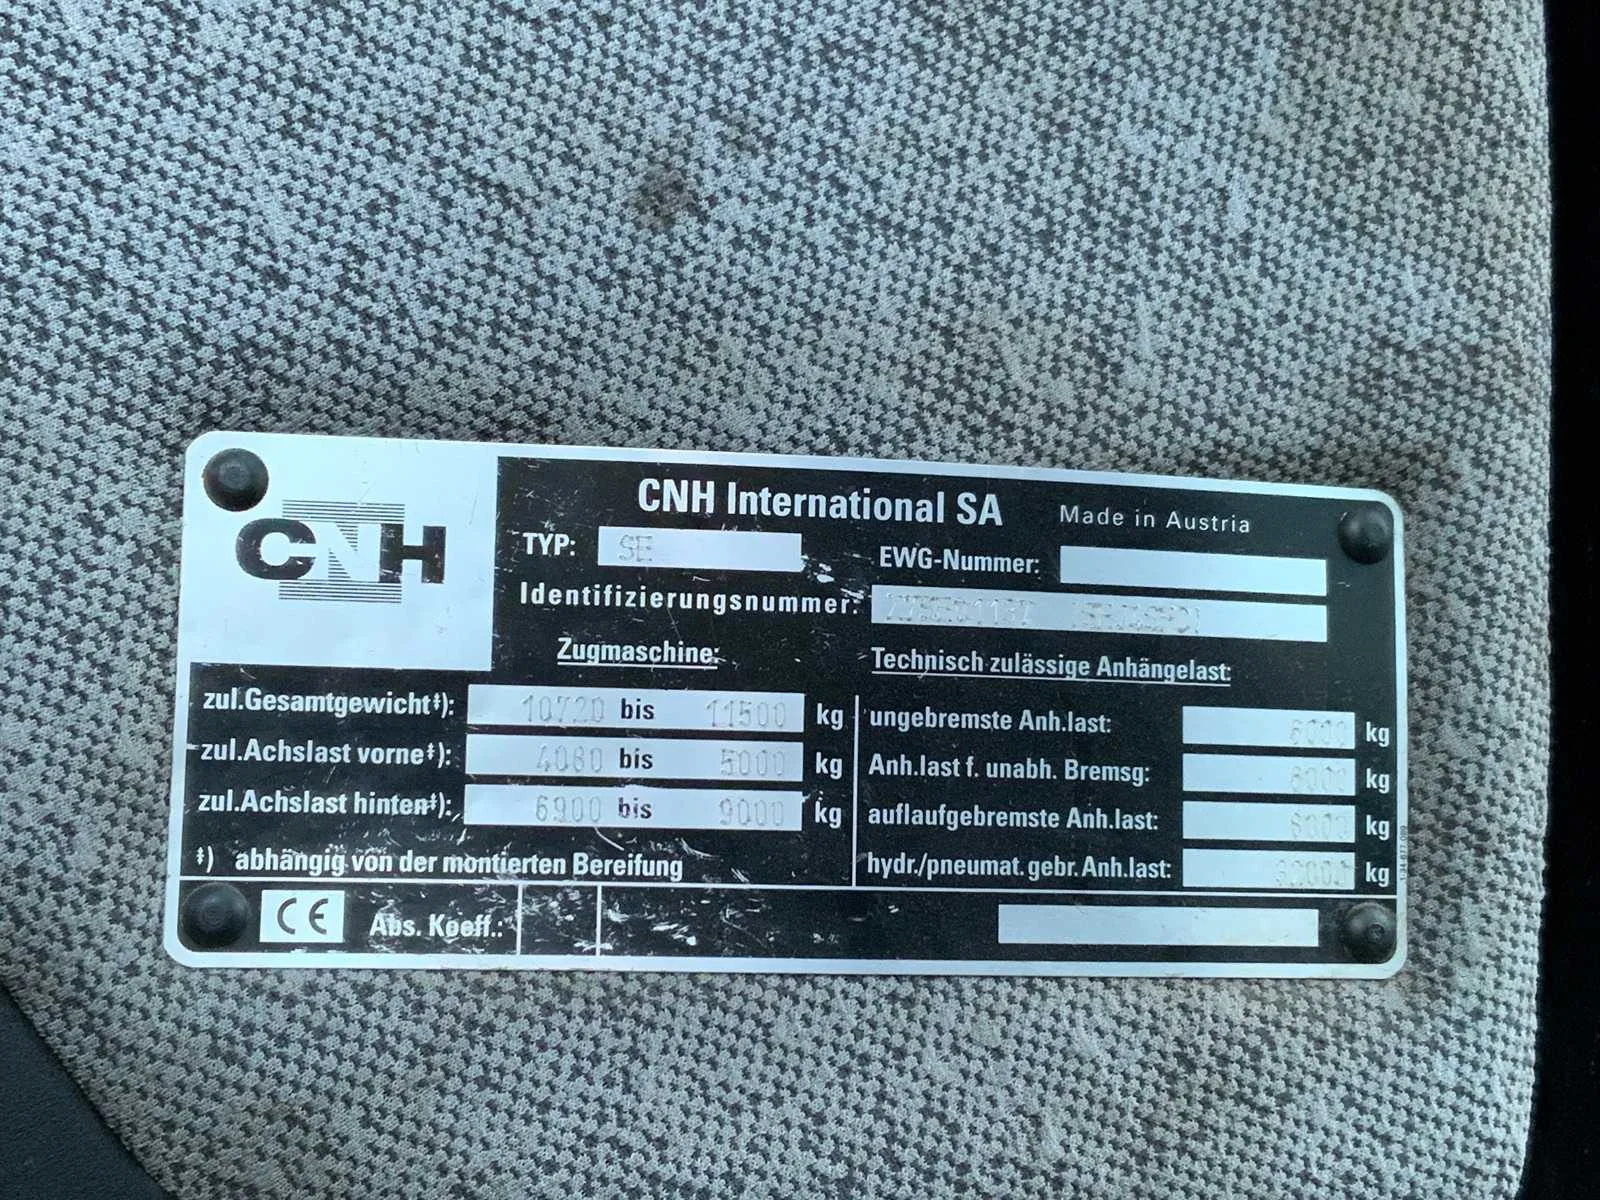 CNH
CNH International SA Made in Austria
TYP: SE EWG-Nummer:
Identifizierungsnummer:
Zugmaschine: Technisch zulässige Anhängelast:
zul.Gesamtgewicht‡): 10720 bis 11500 kg
zul.Achslast vorne‡): 4080 bis 5000 kg
zul.Achslast hinten‡): 6900 bis 9000 kg
‡) abhängig von der montierten Bereifung
ungebremste Anh.last: kg
Anh.last f. unabh. Bremsg: kg
auflaufgebremste Anh.last: kg
hydr./pneumat. gebr. Anh.last: kg
CE Abs. Koeff.: